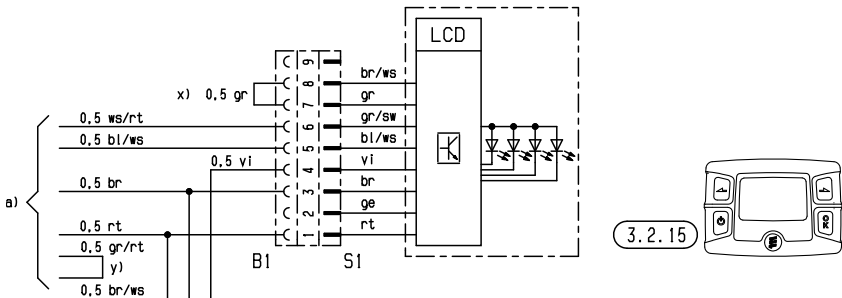 LCD
9
br/ws
8
x) 0,5 gr
7
gr
0,5 ws/rt
6
gr/sw
0,5 bl/ws
5
bl/ws
0,5 vi
4
vi
a)
0,5 br
3
br
2
ge
0,5 rt
1
rt
0,5 gr/rt
y)
B1
S1
0,5 br/ws
3.2.15
OK